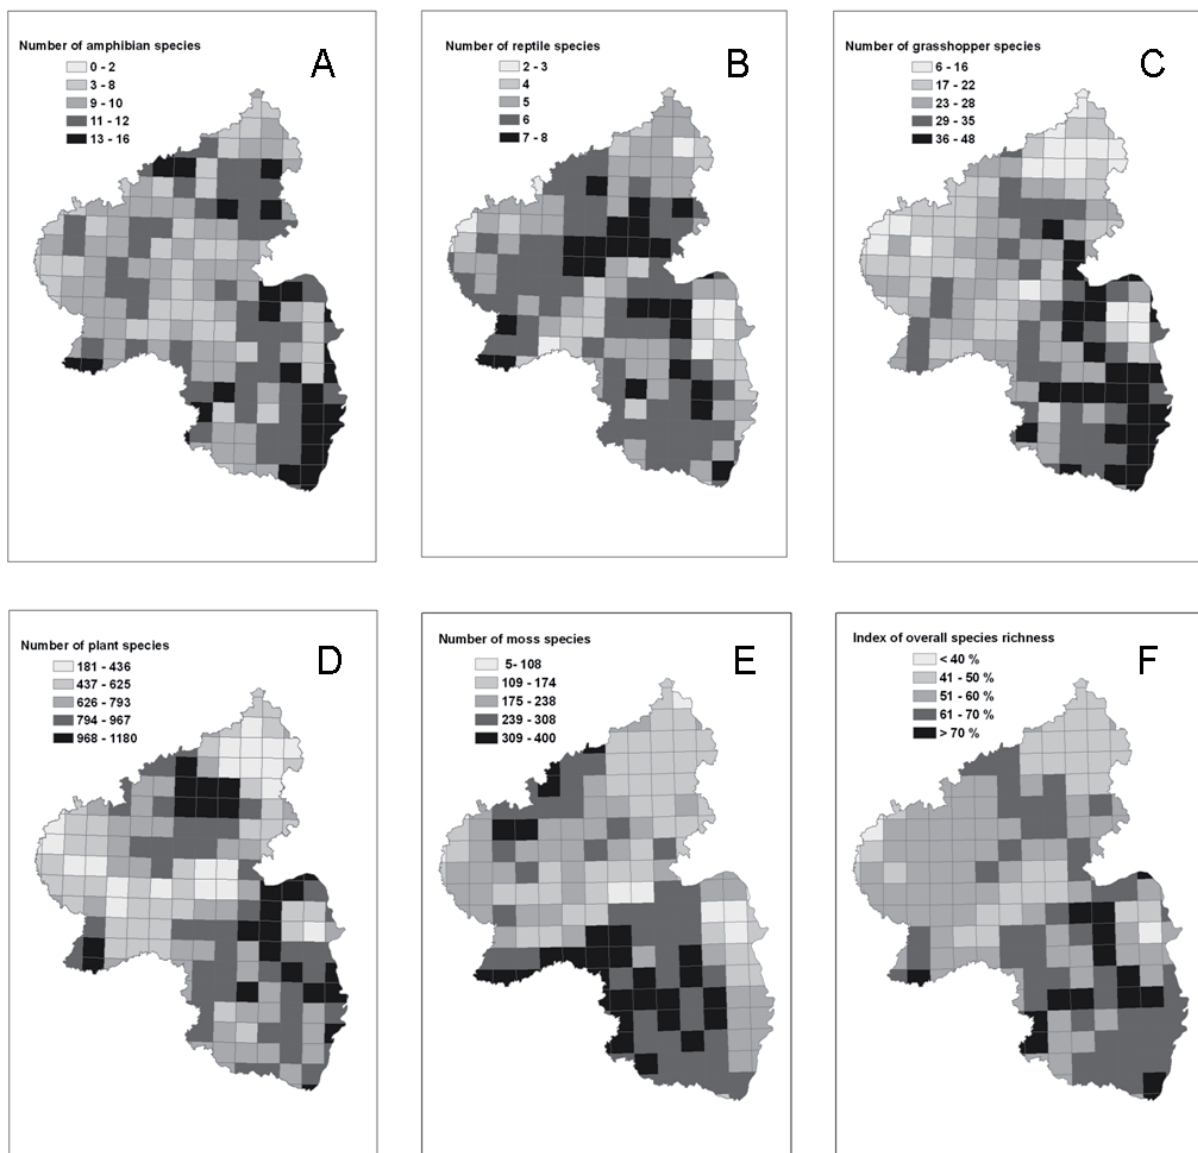 Number of amphibian species
A
0 - 2
3 - 8
9 - 10
11 - 12
13 - 16
Number of reptile species
B
2 - 3
4
5
6
7 - 8
Number of grasshopper species
C
6 - 16
17 - 22
23 - 28
29 - 35
36 - 48
Number of plant species
D
181 - 436
437 - 625
626 - 793
794 - 967
968 - 1180
Number of moss species
E
5- 108
109 - 174
175 - 238
239 - 308
309 - 400
Index of overall species richness
F
< 40 %
41 - 50 %
51 - 60 %
61 - 70 %
> 70 %